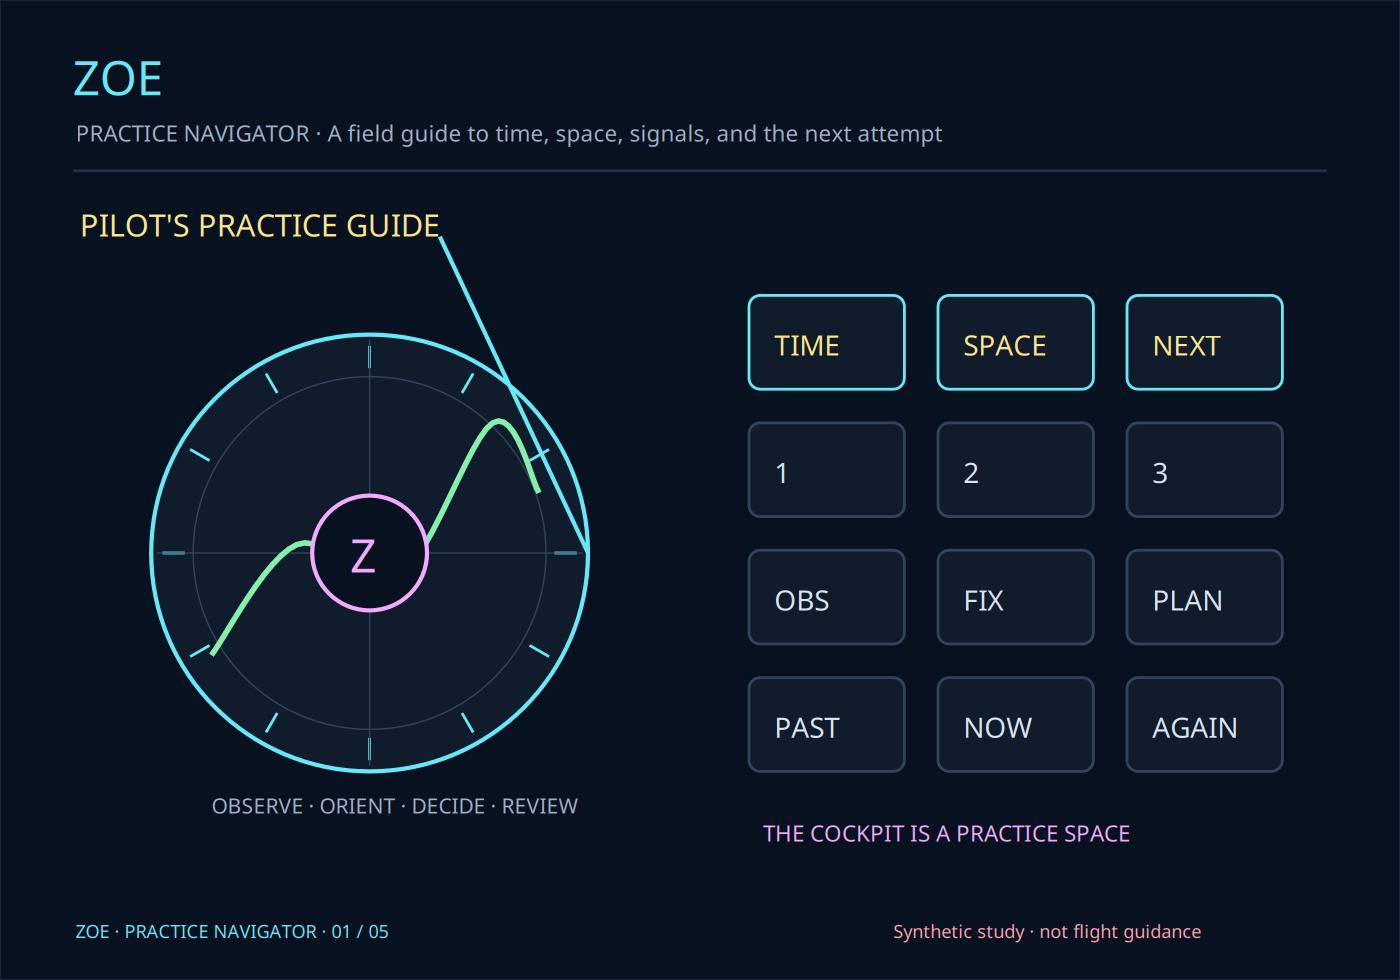 ZOE
PRACTICE NAVIGATOR · A field guide to time, space, signals, and the next attempt
PILOT'S PRACTICE GUIDE
Z
OBSERVE · ORIENT · DECIDE · REVIEW
TIME SPACE NEXT
1 2 3
OBS FIX PLAN
PAST NOW AGAIN
THE COCKPIT IS A PRACTICE SPACE
ZOE · PRACTICE NAVIGATOR · 01 / 05
Synthetic study · not flight guidance